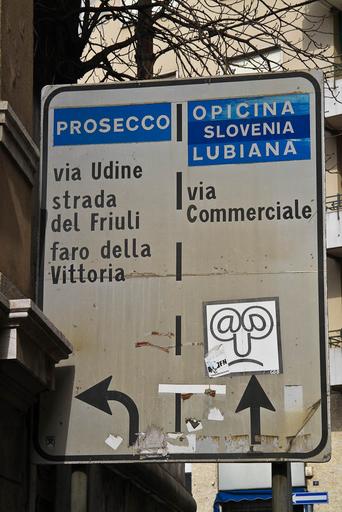 PROSECCO
via Udine
strada
del Friuli
faro della
Vittoria
OPICINA
SLOVENIA
LUBIANA
via
Commerciale